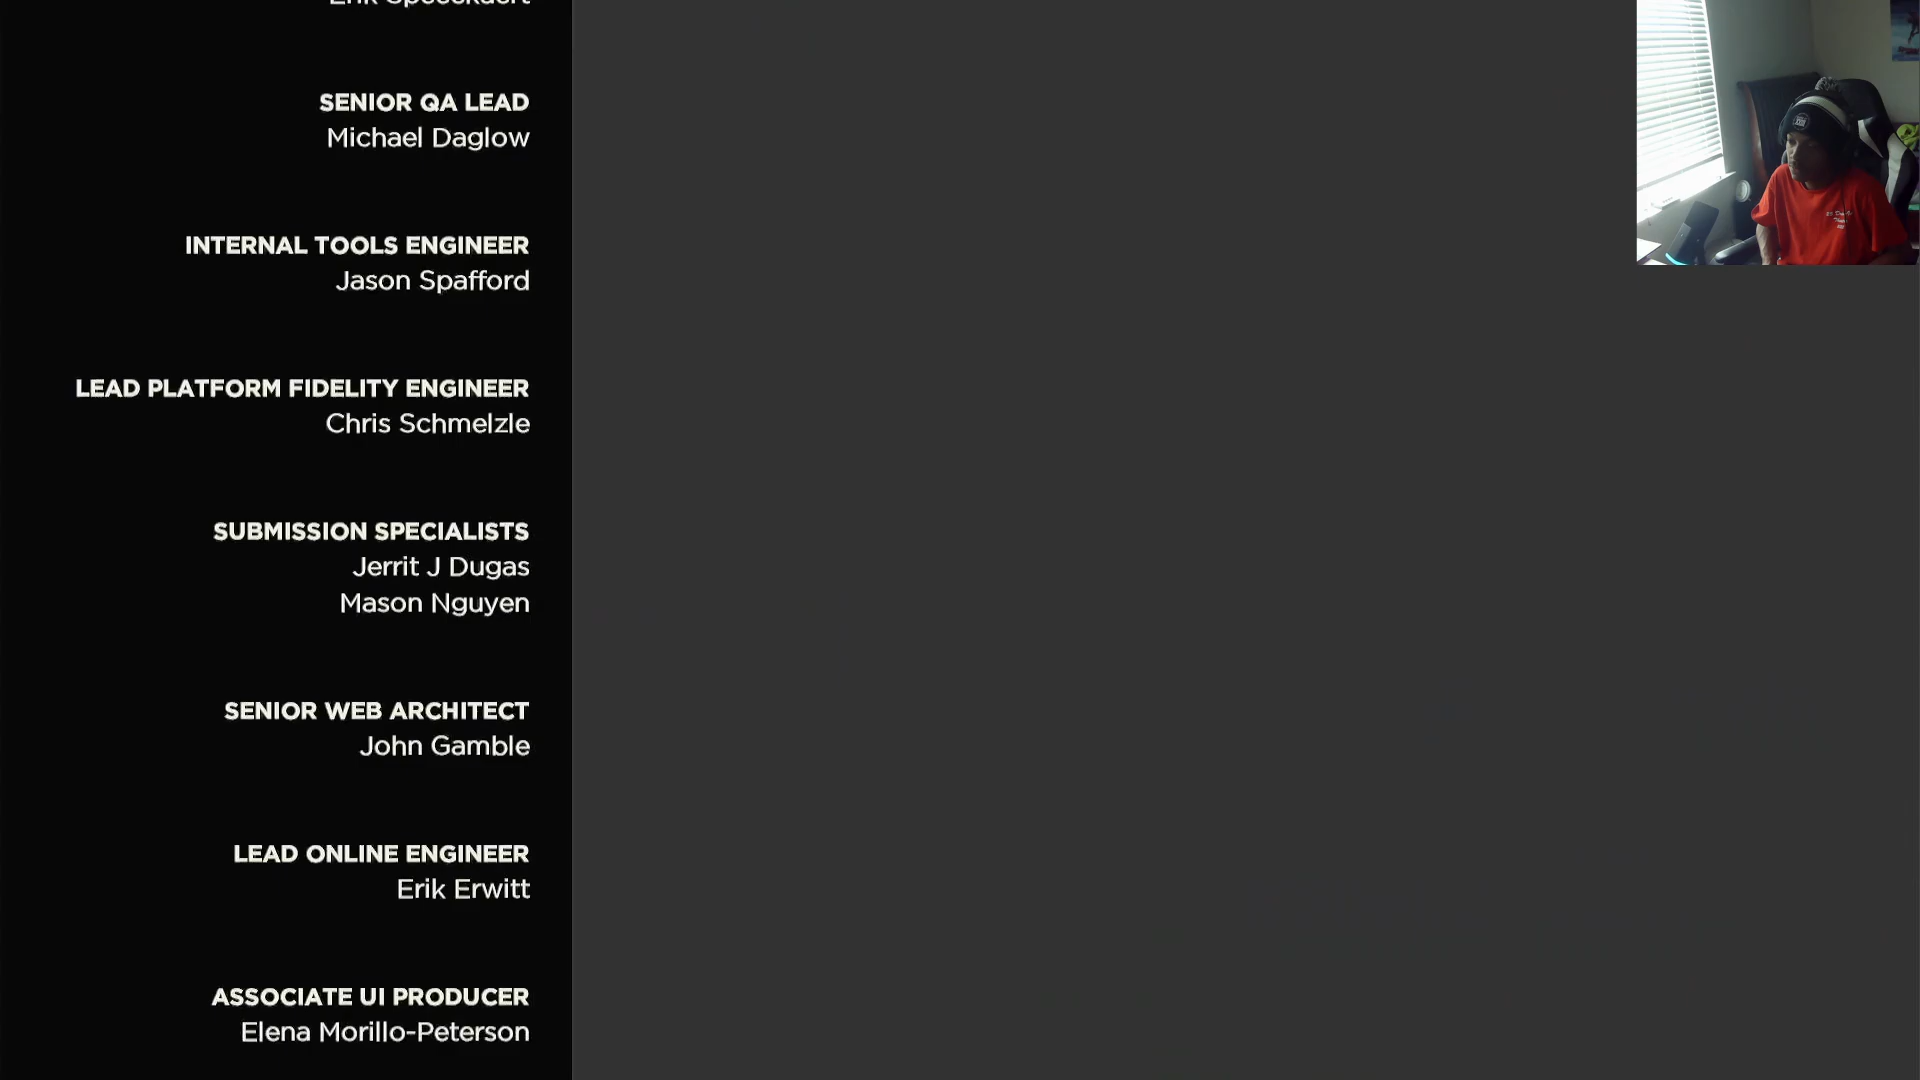 SENIOR QA LEAD
Michael Daglow
INTERNAL TOOLS ENGINEER
Jason Spafford
LEAD PLATFORM FIDELITY ENGINEER
Chris Schmelzle
SUBMISSION SPECIALISTS
Jerrit J Dugas
Mason Nguyen
SENIOR WEB ARCHITECT
John Gamble
LEAD ONLINE ENGINEER
Erik Erwitt
ASSOCIATE UI PRODUCER
Elena Morillo-Peterson